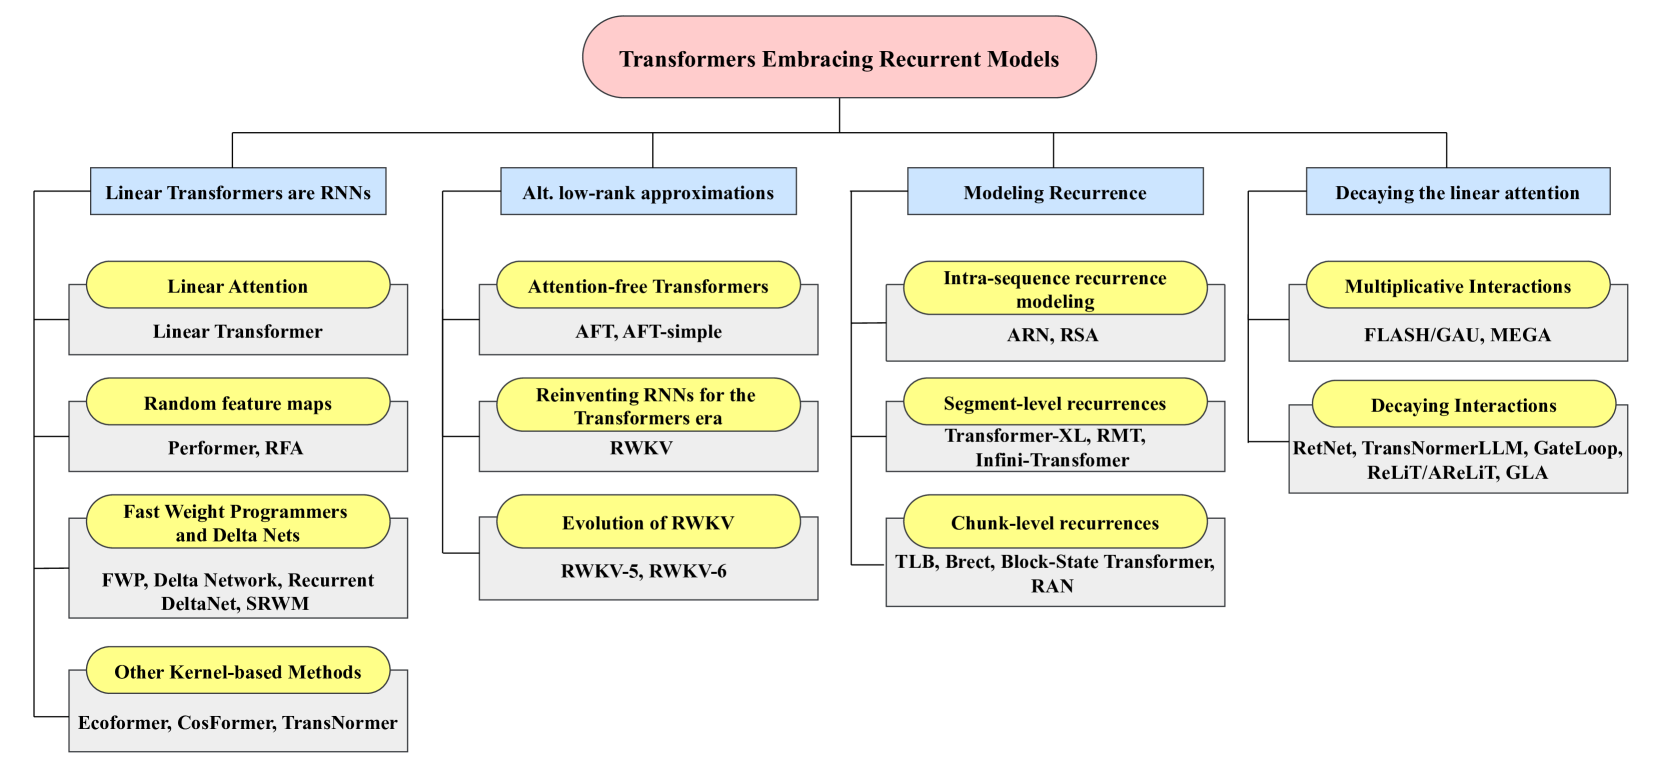 Transformers Embracing Recurrent Models
Linear Transformers are RNNs
Linear Attention
Linear Transformer
Random feature maps
Performer, RFA
Fast Weight Programmers
and Delta Nets
FWP, Delta Network, Recurrent
DeltaNet, SRWM
Other Kernel-based Methods
Ecoformer, CosFormer, TransNormer
Alt. low-rank approximations
Attention-free Transformers
AFT, AFT-simple
Reinventing RNNs for the
Transformers era
RWKV
Evolution of RWKV
RWKV-5, RWKV-6
Modeling Recurrence
Intra-sequence recurrence
modeling
ARN, RSA
Segment-level recurrences
Transformer-XL, RMT,
Infini-Transfomer
Chunk-level recurrences
TLB, Brect, Block-State Transformer,
RAN
Decaying the linear attention
Multiplicative Interactions
FLASH/GAU, MEGA
Decaying Interactions
RetNet, TransNormerLLM, GateLoop,
ReLiT/AReLiT, GLA